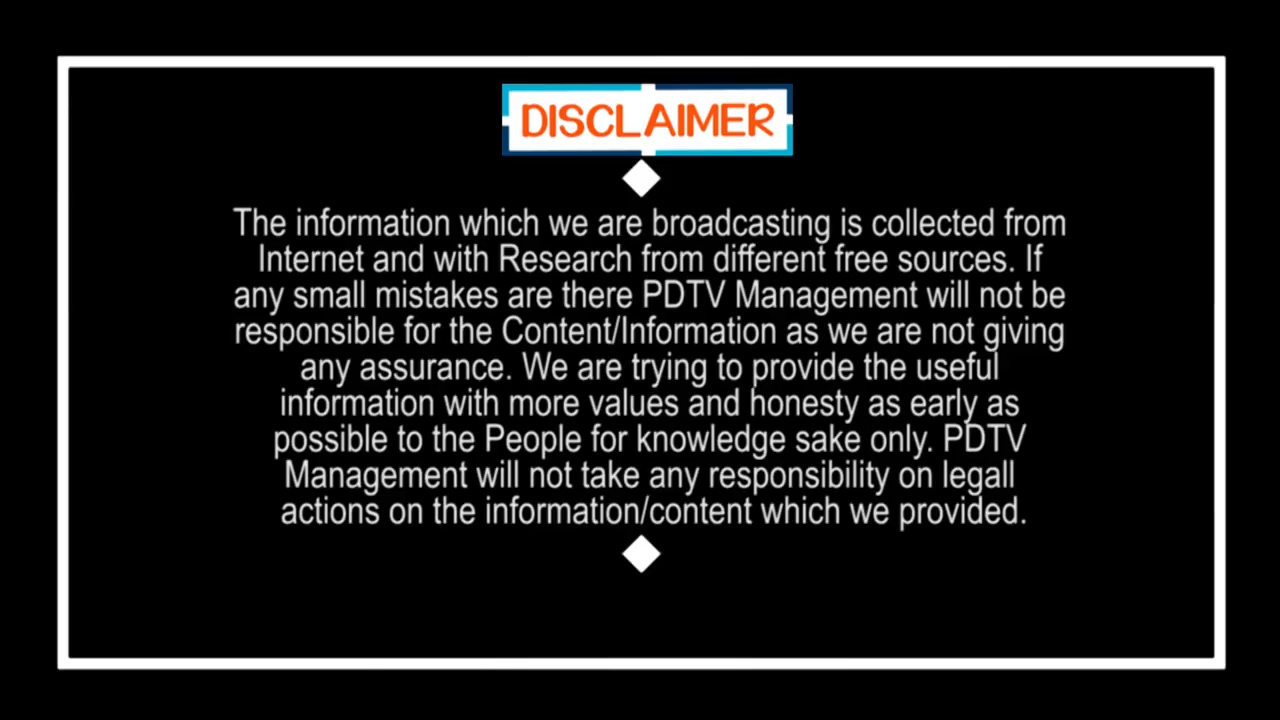 DISCLAIMER
The information which we are broadcasting is collected from
Internet and with Research from different free sources. If
any small mistakes are there PDTV Management will not be
responsible for the Content/Information as we are not giving
any assurance. We are trying to provide the useful
information with more values and honesty as early as
possible to the People for knowledge sake only. PDTV
Management will not take any responsibility on legall
actions on the information/content which we provided.